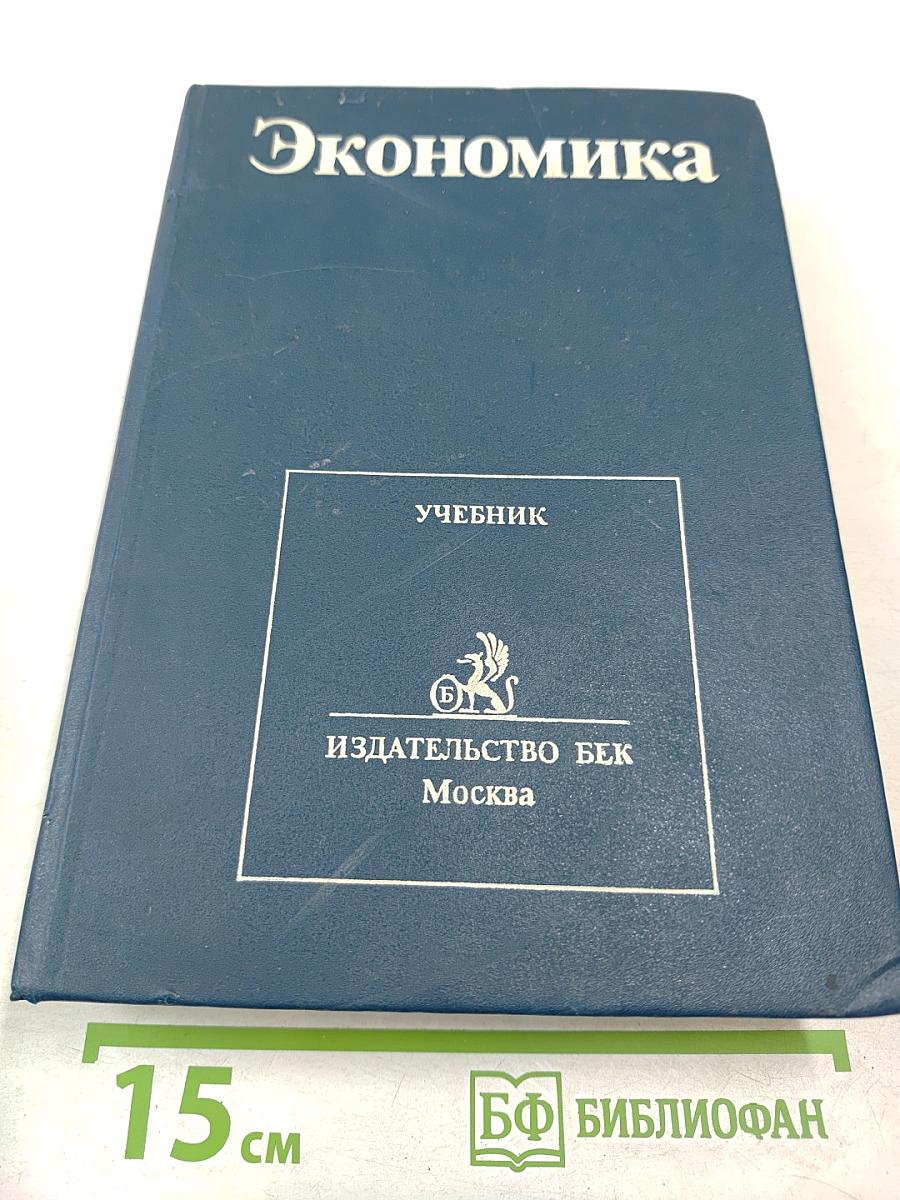 Экономика
УЧЕБНИК
Б
ИЗДАТЕЛЬСТВО БЕК
Москва
15 СМ
БФ БИБЛИОФАН